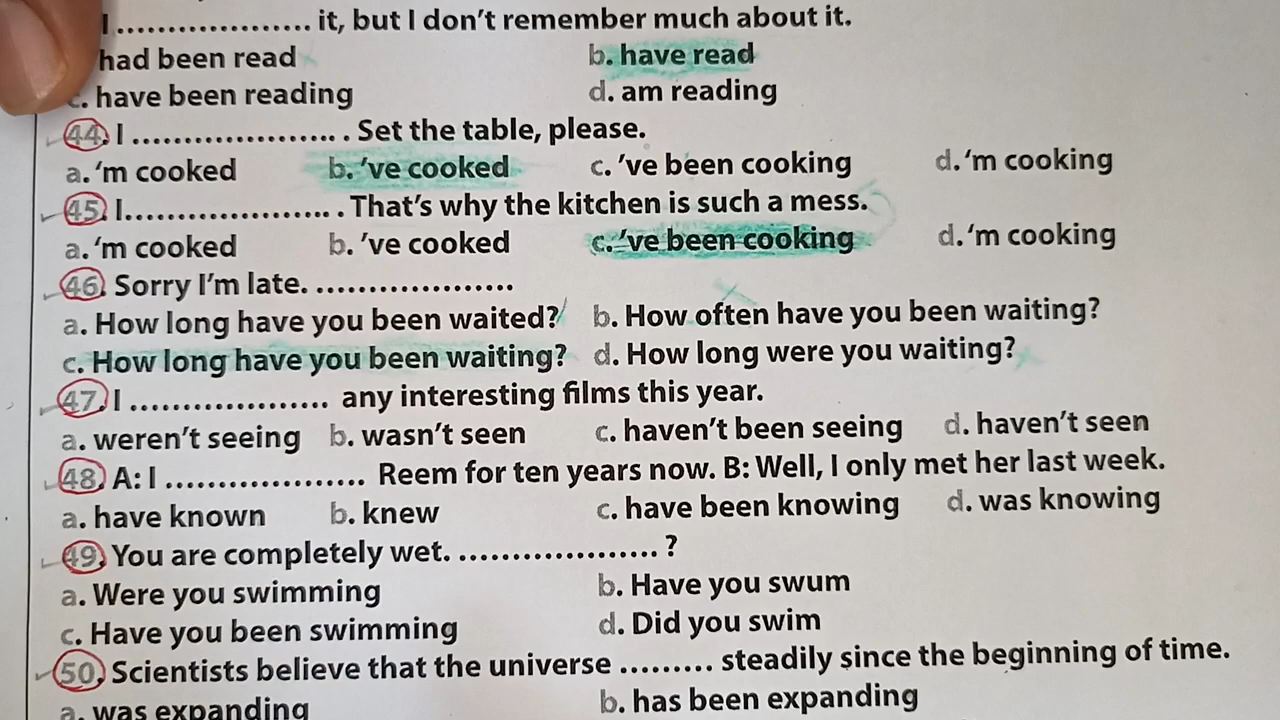 I .................... it, but I don't remember much about it.
had been read b. have read
c. have been reading d. am reading
44. I ..................... . Set the table, please.
a. 'm cooked b. 've cooked c. 've been cooking d. 'm cooking
45. I..................... . That's why the kitchen is such a mess.
a. 'm cooked b. 've cooked c. 've been cooking d. 'm cooking
46. Sorry I'm late. ....................
a. How long have you been waited? b. How often have you been waiting?
c. How long have you been waiting? d. How long were you waiting?
47. I .................... any interesting films this year.
a. weren't seeing b. wasn't seen c. haven't been seeing d. haven't seen
48. A: I .................... Reem for ten years now. B: Well, I only met her last week.
a. have known b. knew c. have been knowing d. was knowing
49. You are completely wet. .................... ?
a. Were you swimming b. Have you swum
c. Have you been swimming d. Did you swim
50. Scientists believe that the universe ......... steadily since the beginning of time.
a. was expanding b. has been expanding